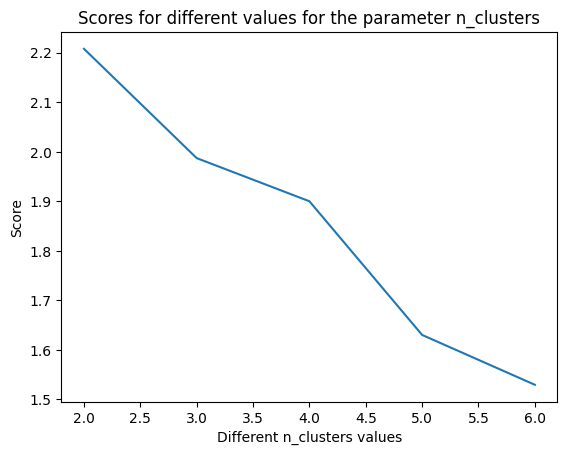 Scores for different values for the parameter n_clusters
2.2
2.1
2.0
1.9
1.8
1.7
1.6
1.5
Score
2.0 2.5 3.0 3.5 4.0 4.5 5.0 5.5 6.0
Different n_clusters values